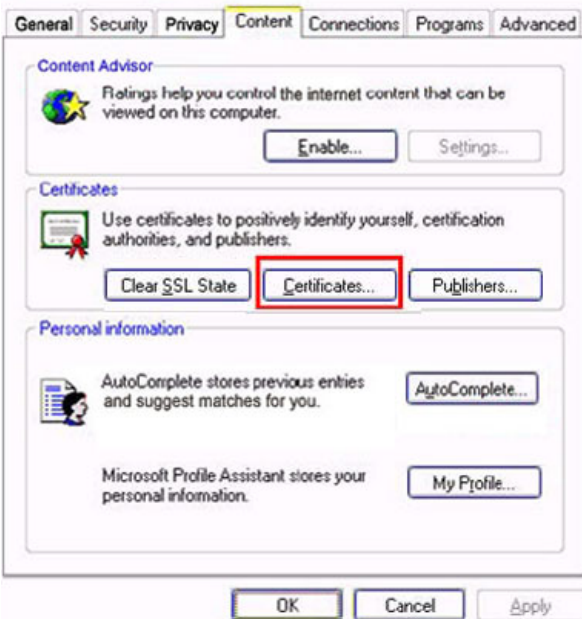 General Security Privacy Content Connections Programs Advanced
Content Advisor
Ratings help you control the internet content that can be
viewed on this computer.
Enable... Settings...
Certificates
Use certificates to positively identify yourself, certification
authorities, and publishers.
Clear SSL State Certificates... Publishers...
Personal information
AutoComplete stores previous entries
and suggest matches for you.
AutoComplete...
Microsoft Profile Assistant stores your
personal information.
My Profile...
OK Cancel Apply